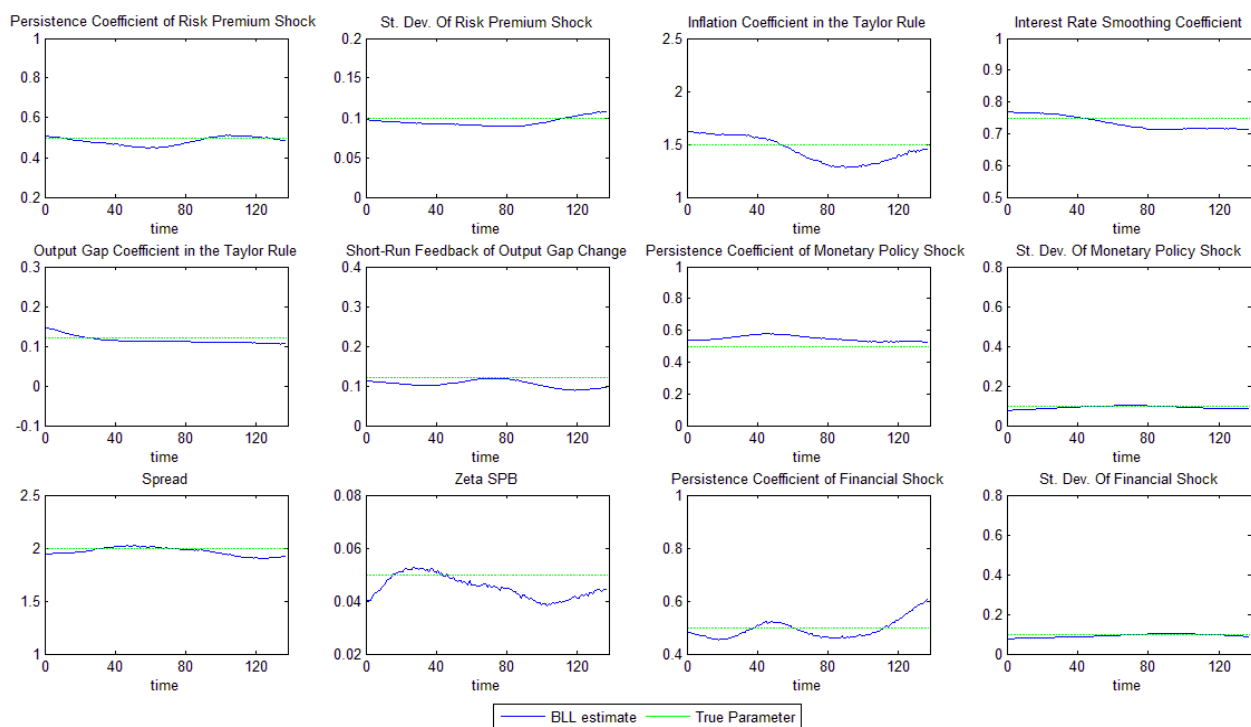 Persistence Coefficient of Risk Premium Shock
1
0.8
0.6
0.4
0.2
0 40 80 120
time
St. Dev. Of Risk Premium Shock
0.2
0.15
0.1
0.05
0
0 40 80 120
time
Inflation Coefficient in the Taylor Rule
2.5
2
1.5
1
0 40 80 120
time
Interest Rate Smoothing Coefficient
1
0.9
0.8
0.7
0.6
0.5
0 40 80 120
time
Output Gap Coefficient in the Taylor Rule
0.3
0.2
0.1
0
-0.1
0 40 80 120
time
Short-Run Feedback of Output Gap Change
0.4
0.3
0.2
0.1
0
0 40 80 120
time
Persistence Coefficient of Monetary Policy Shock
1
0.8
0.6
0.4
0.2
0
0 40 80 120
time
St. Dev. Of Monetary Policy Shock
0.8
0.6
0.4
0.2
0
0 40 80 120
time
Spread
2.5
2
1.5
1
0 40 80 120
time
Zeta SPB
0.08
0.06
0.04
0.02
0 40 80 120
time
Persistence Coefficient of Financial Shock
1
0.8
0.6
0.4
0 40 80 120
time
St. Dev. Of Financial Shock
0.8
0.6
0.4
0.2
0
0 40 80 120
time
BLL estimate
True Parameter